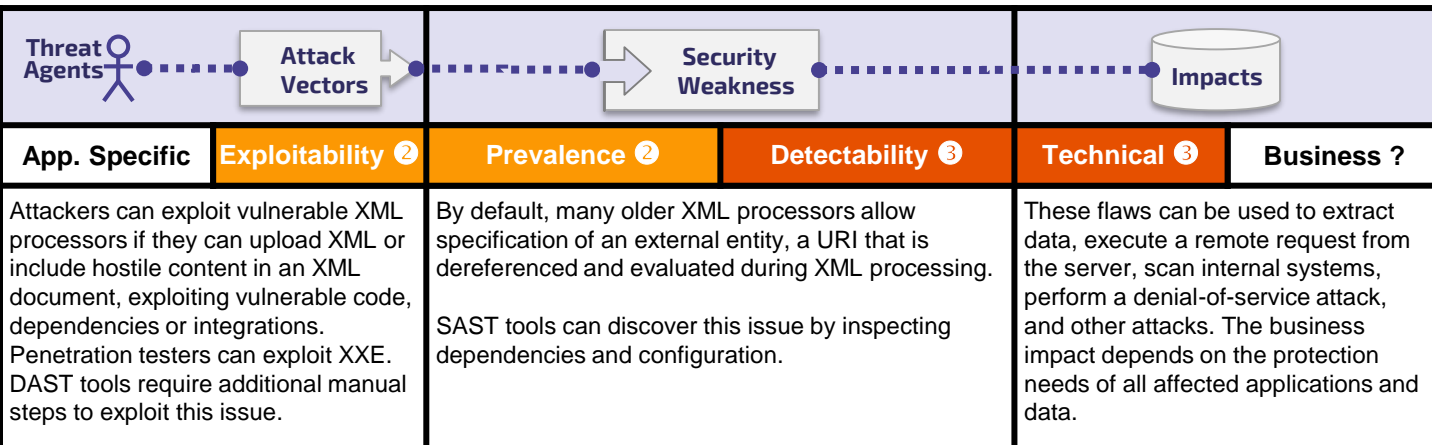 Threat
Agents
Attack
Vectors
Security
Weakness
Impacts
App. Specific
Exploitability ❷
Prevalence ❷
Detectability ❸
Technical ❸
Business ?
Attackers can exploit vulnerable XML
processors if they can upload XML or
include hostile content in an XML
document, exploiting vulnerable code,
dependencies or integrations.
Penetration testers can exploit XXE.
DAST tools require additional manual
steps to exploit this issue.
By default, many older XML processors allow
specification of an external entity, a URI that is
dereferenced and evaluated during XML processing.
SAST tools can discover this issue by inspecting
dependencies and configuration.
These flaws can be used to extract
data, execute a remote request from
the server, scan internal systems,
perform a denial-of-service attack,
and other attacks. The business
impact depends on the protection
needs of all affected applications and
data.